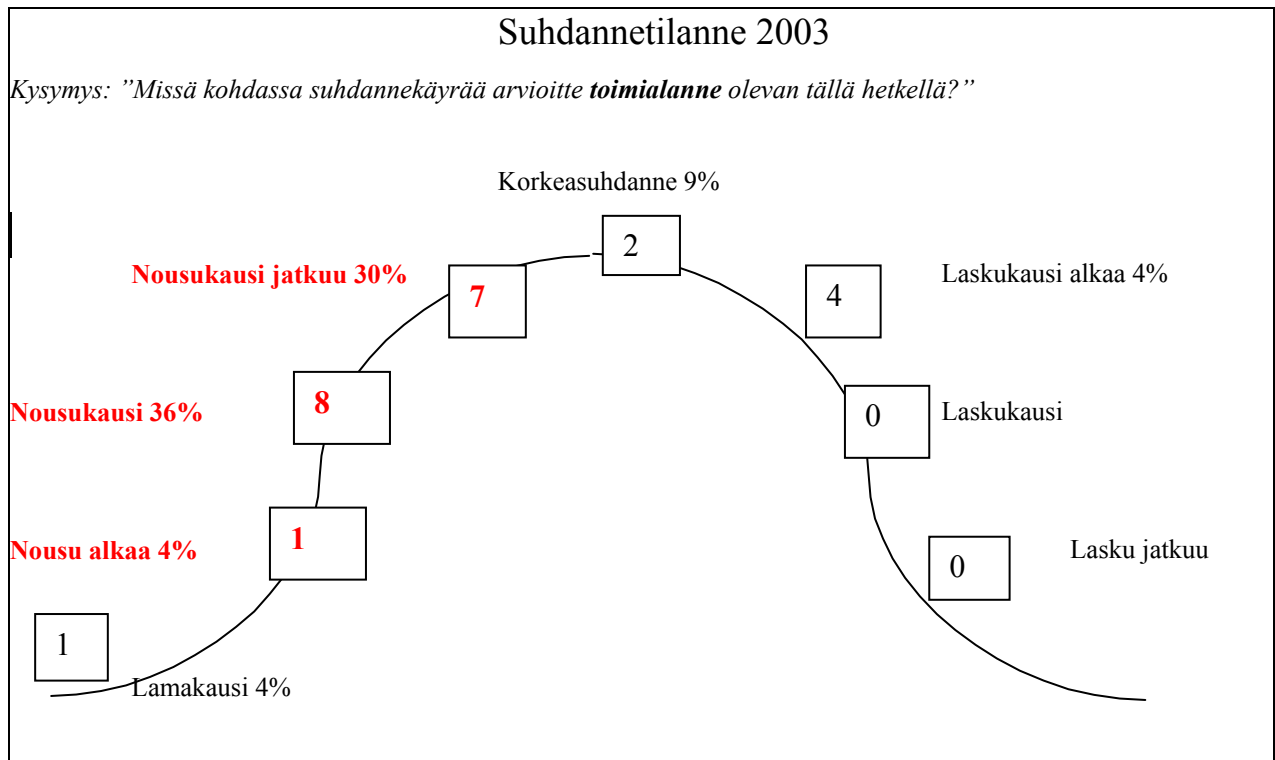 Suhdannetilanne 2003
Kysymys: ”Missä kohdassa suhdannekäyrää arvioitte toimialanne olevan tällä hetkellä?”
Korkeasuhdanne 9%
2
Nousukausi jatkuu 30%
7
4
Laskukausi alkaa 4%
Nousukausi 36%
8
0
Laskukausi
Nousu alkaa 4%
1
0
Lasku jatkuu
1
Lamakausi 4%